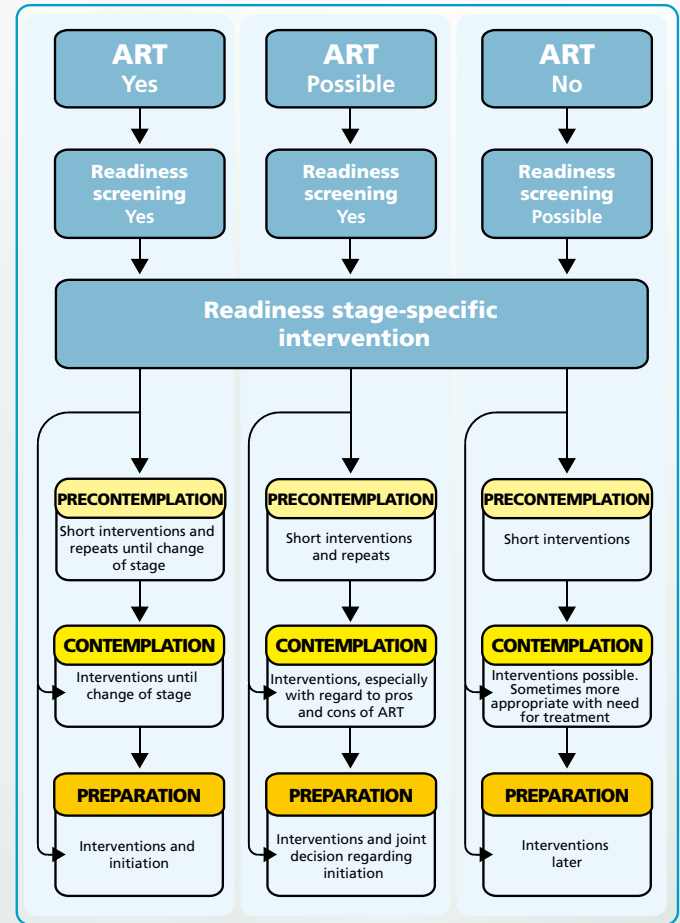 ART
Yes
ART
Possible
ART
No
Readiness
screening
Yes
Readiness
screening
Yes
Readiness
screening
Possible
Readiness stage-specific
intervention
PRECONTEMPLATION
Short interventions and
repeats until change
of stage
PRECONTEMPLATION
Short interventions
and repeats
PRECONTEMPLATION
Short interventions
CONTEMPLATION
Interventions until
change of stage
CONTEMPLATION
Interventions, especially
with regard to pros
and cons of ART
CONTEMPLATION
Interventions possible.
Sometimes more
appropriate with need
for treatment
PREPARATION
Interventions and
initiation
PREPARATION
Interventions and joint
decision regarding
initiation
PREPARATION
Interventions
later